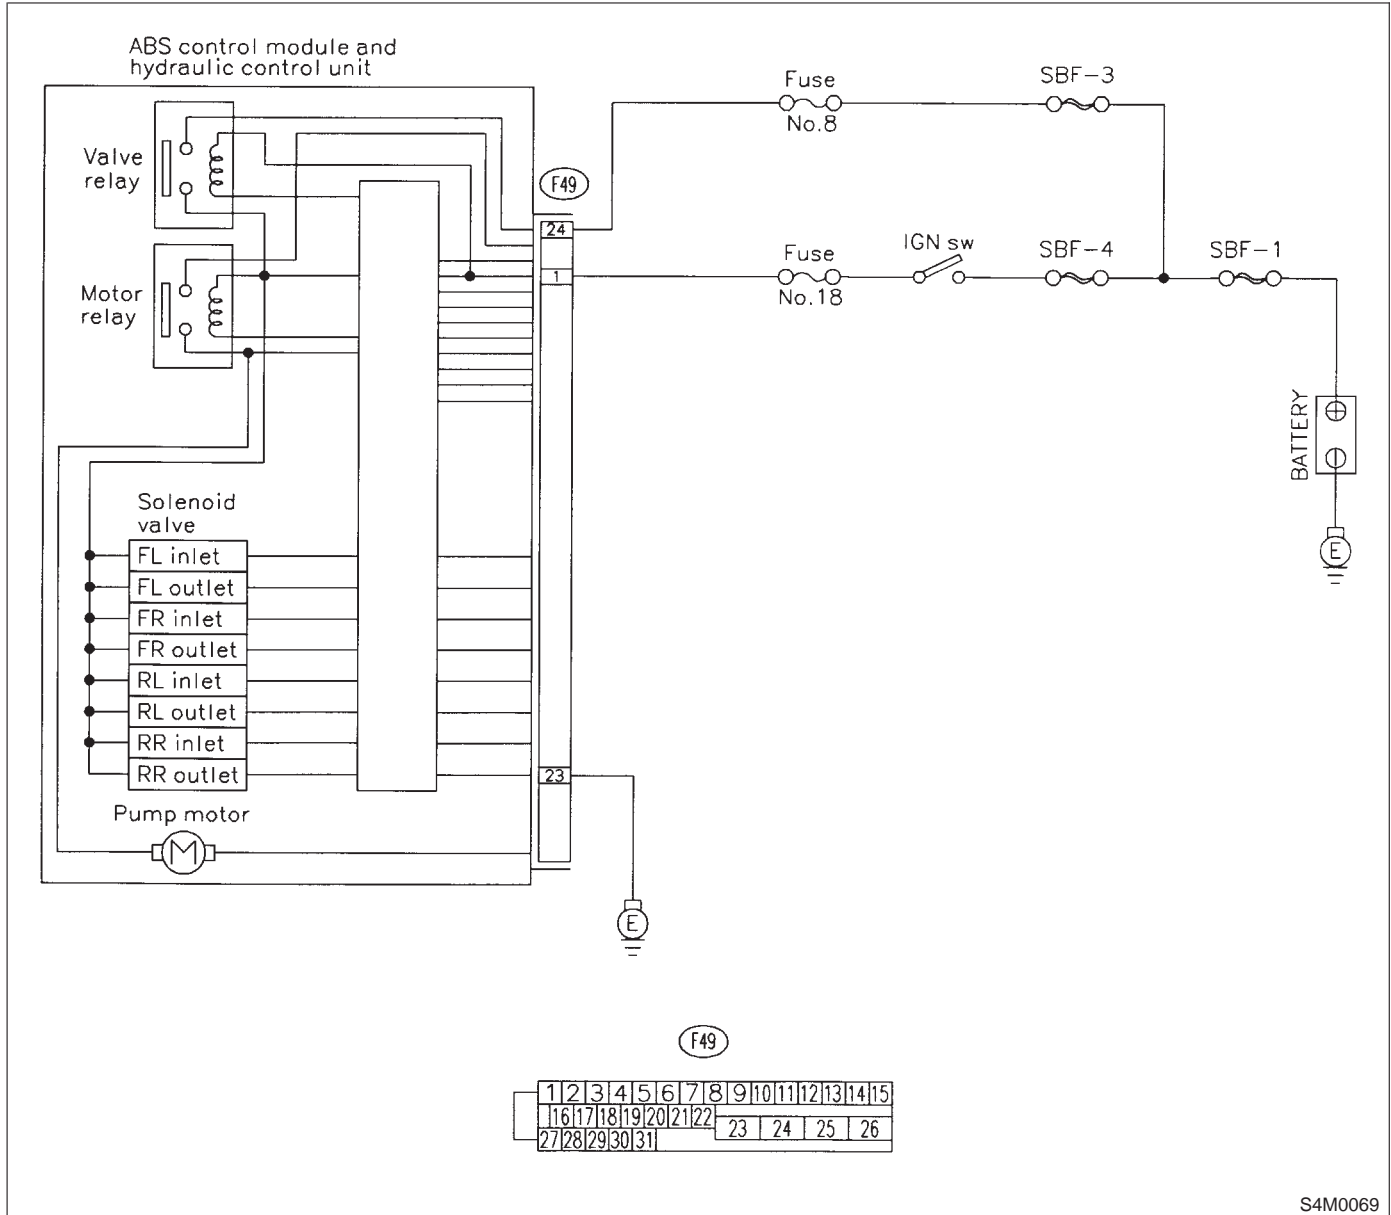 ABS control module and
hydraulic control unit
Valve
relay
Motor
relay
F49
24
1
Fuse
No.8
SBF-3
Fuse
No.18
IGN sw
SBF-4
SBF-1
BATTERY
E
Solenoid
valve
FL inlet
FL outlet
FR inlet
FR outlet
RL inlet
RL outlet
RR inlet
RR outlet
23
Pump motor
M
E
F49
1 2 3 4 5 6 7 8 9 10 11 12 13 14 15
16 17 18 19 20 21 22
23 24 25 26
27 28 29 30 31
S4M0069